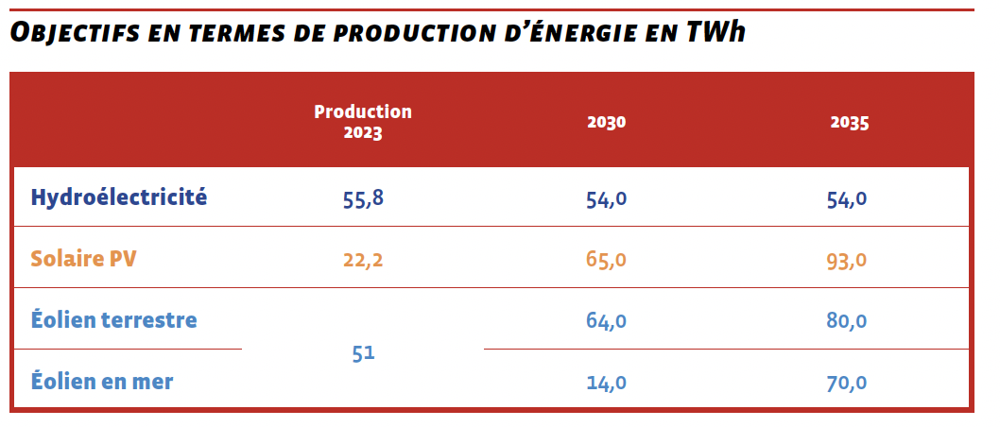 OBJECTIFS EN TERMES DE PRODUCTION D'ÉNERGIE EN TWh
Production
2023 2030 2035
Hydroélectricité 55,8 54,0 54,0
Solaire PV 22,2 65,0 93,0
Éolien terrestre 64,0 80,0
51
Éolien en mer 14,0 70,0